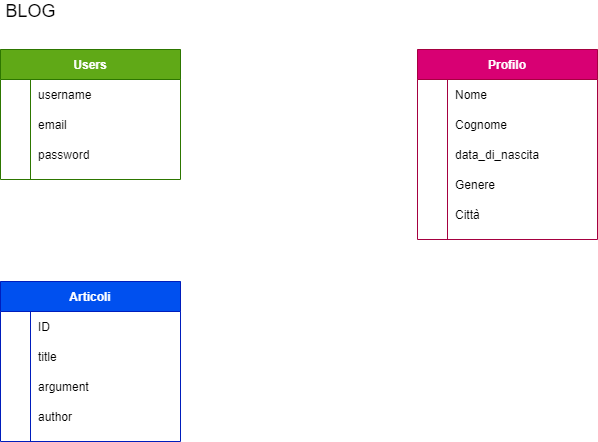 BLOG
Users
username
email
password
Profilo
Nome
Cognome
data_di_nascita
Genere
Città
Articoli
ID
title
argument
author